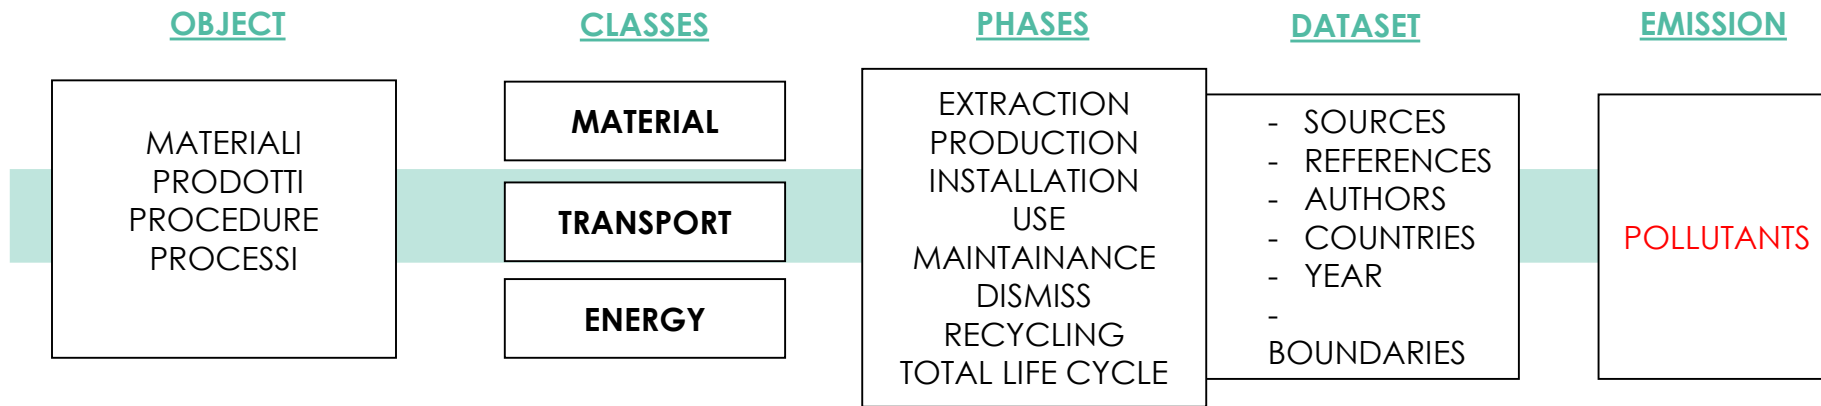 OBJECT
MATERIALI
PRODOTTI
PROCEDURE
PROCESSI
CLASSES
MATERIAL
TRANSPORT
ENERGY
PHASES
EXTRACTION
PRODUCTION
INSTALLATION
USE
MAINTAINANCE
DISMISS
RECYCLING
TOTAL LIFE CYCLE
DATASET
- SOURCES
- REFERENCES
- AUTHORS
- COUNTRIES
- YEAR
-
BOUNDARIES
EMISSION
POLLUTANTS